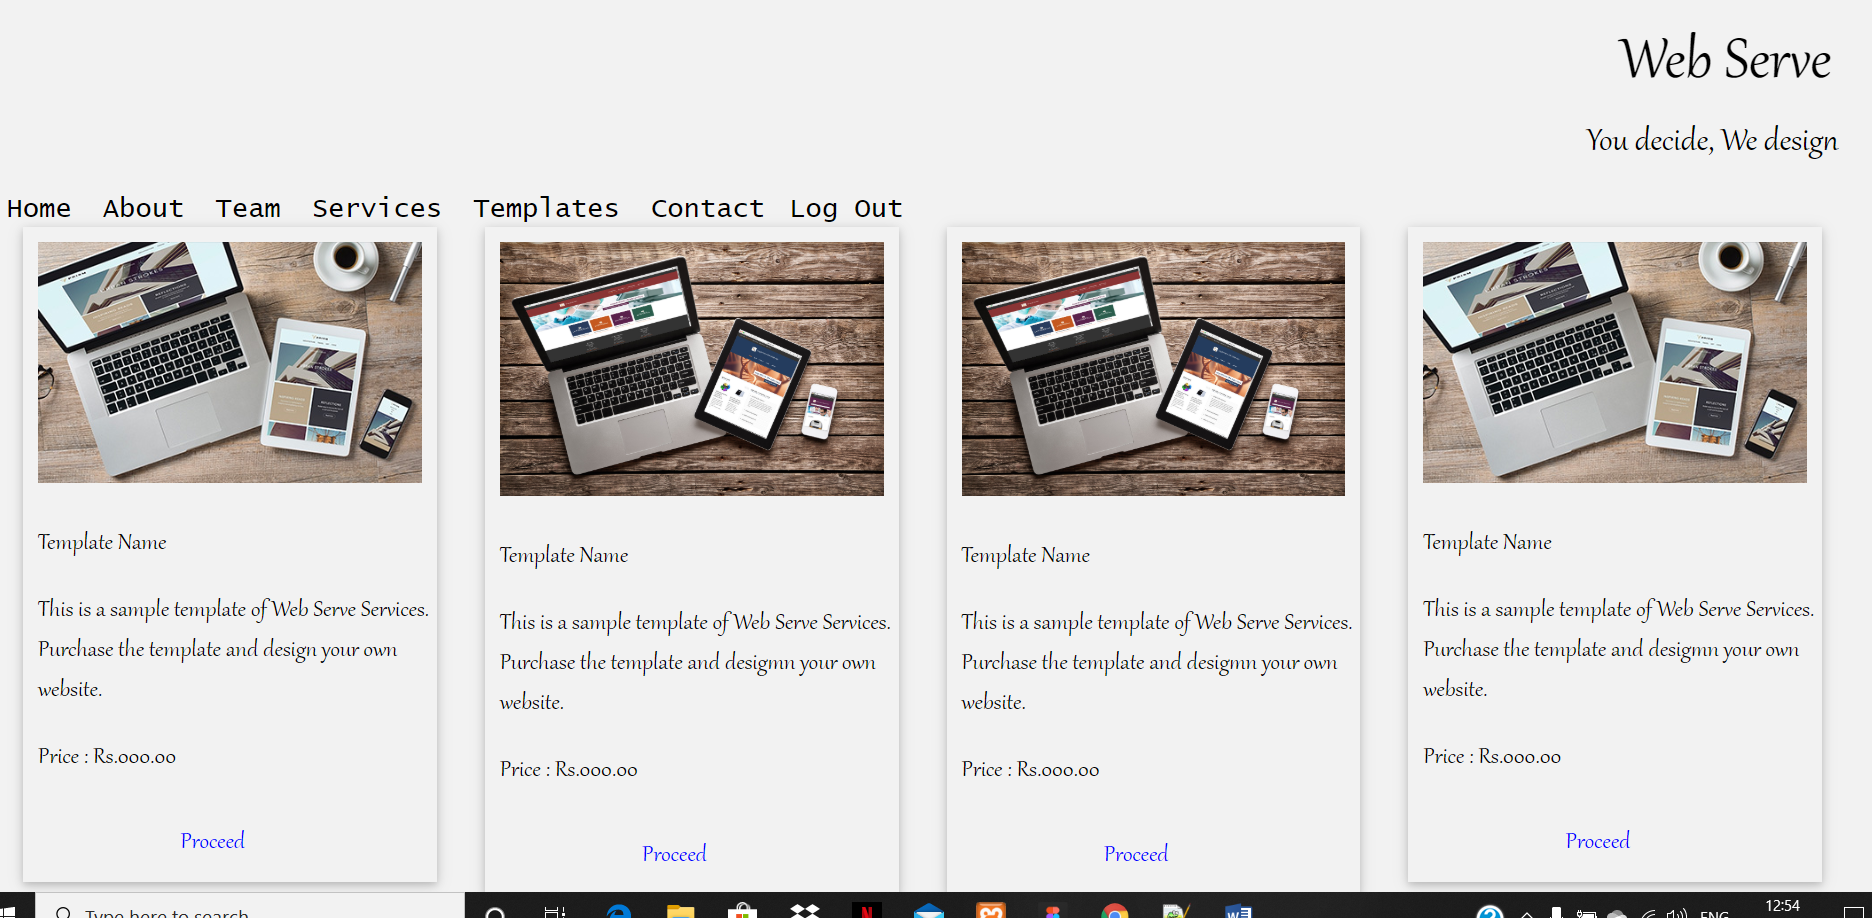 Web Serve
You decide, We design
Home About Team Services Templates Contact Log Out
Template Name
This is a sample template of Web Serve Services.
Purchase the template and design your own
website.
Price : Rs.000.00
Proceed
Template Name
This is a sample template of Web Serve Services.
Purchase the template and desigmn your own
website.
Price : Rs.000.00
Proceed
Template Name
This is a sample template of Web Serve Services.
Purchase the template and desigmn your own
website.
Price : Rs.000.00
Proceed
Template Name
This is a sample template of Web Serve Services.
Purchase the template and desigmn your own
website.
Price : Rs.000.00
Proceed
Type here to search
ENG
12:54